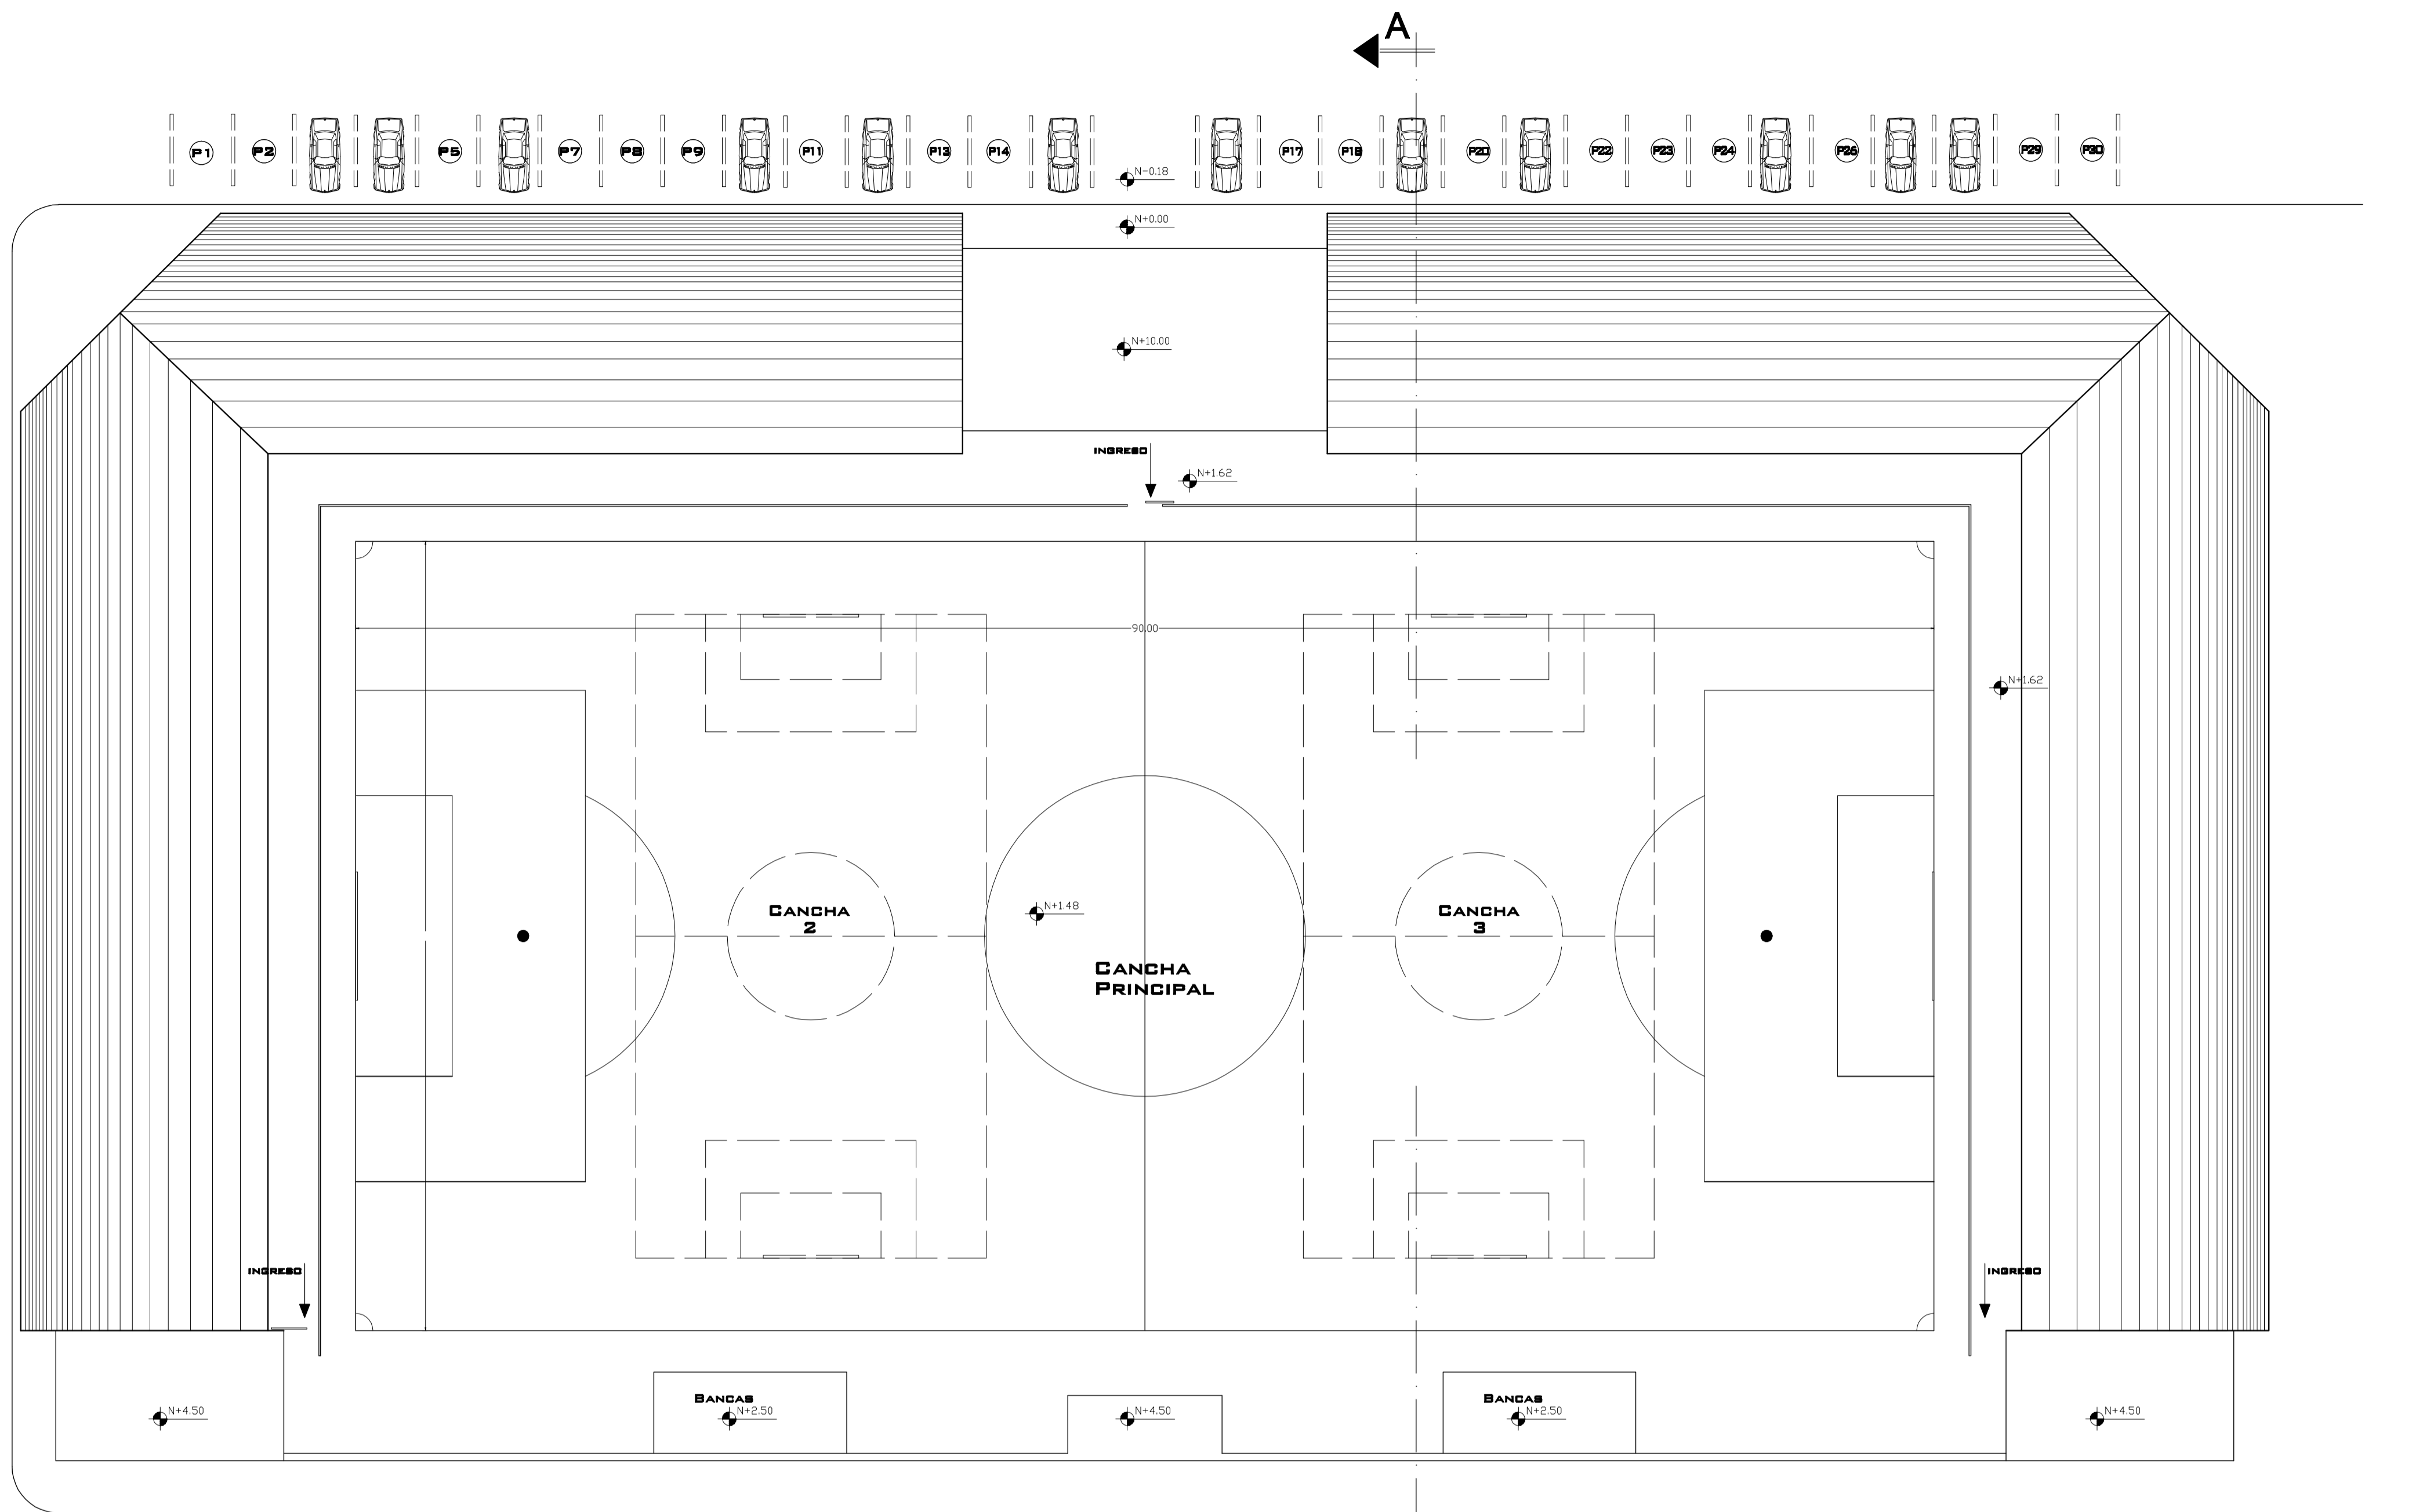 A
P1
P2
P5
P7
P8
P9
P11
P13
P14
P17
P18
P20
P22
P23
P24
P26
P29
P30
N-0.18
N+0.00
N+10.00
INGRESO
N+1.62
90.00
N+1.62
Cancha
2
N+1.48
Cancha
3
Cancha
Principal
INGRESO
INGRESO
Bancas
Bancas
N+4.50
N+2.50
N+4.50
N+2.50
N+4.50